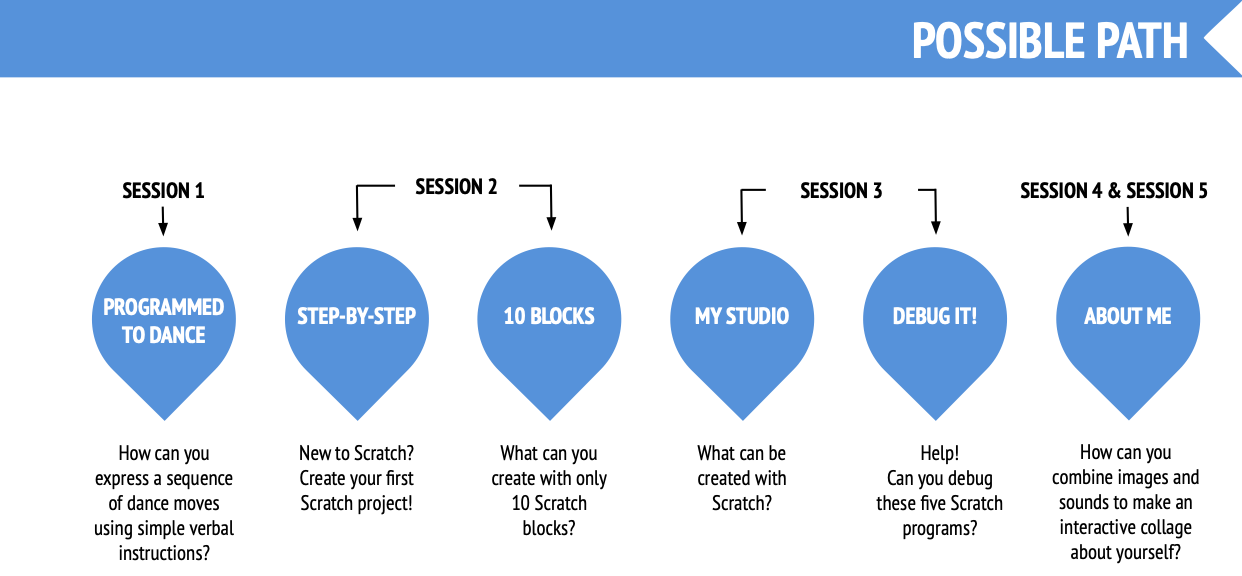 POSSIBLE PATH
SESSION 1
SESSION 2
SESSION 3
SESSION 4 & SESSION 5
PROGRAMMED
TO DANCE
STEP-BY-STEP
10 BLOCKS
MY STUDIO
DEBUG IT!
ABOUT ME
How can you
express a sequence
of dance moves
using simple verbal
instructions?
New to Scratch?
Create your first
Scratch project!
What can you
create with only
10 Scratch
blocks?
What can be
created with
Scratch?
Help!
Can you debug
these five Scratch
programs?
How can you
combine images and
sounds to make an
interactive collage
about yourself?